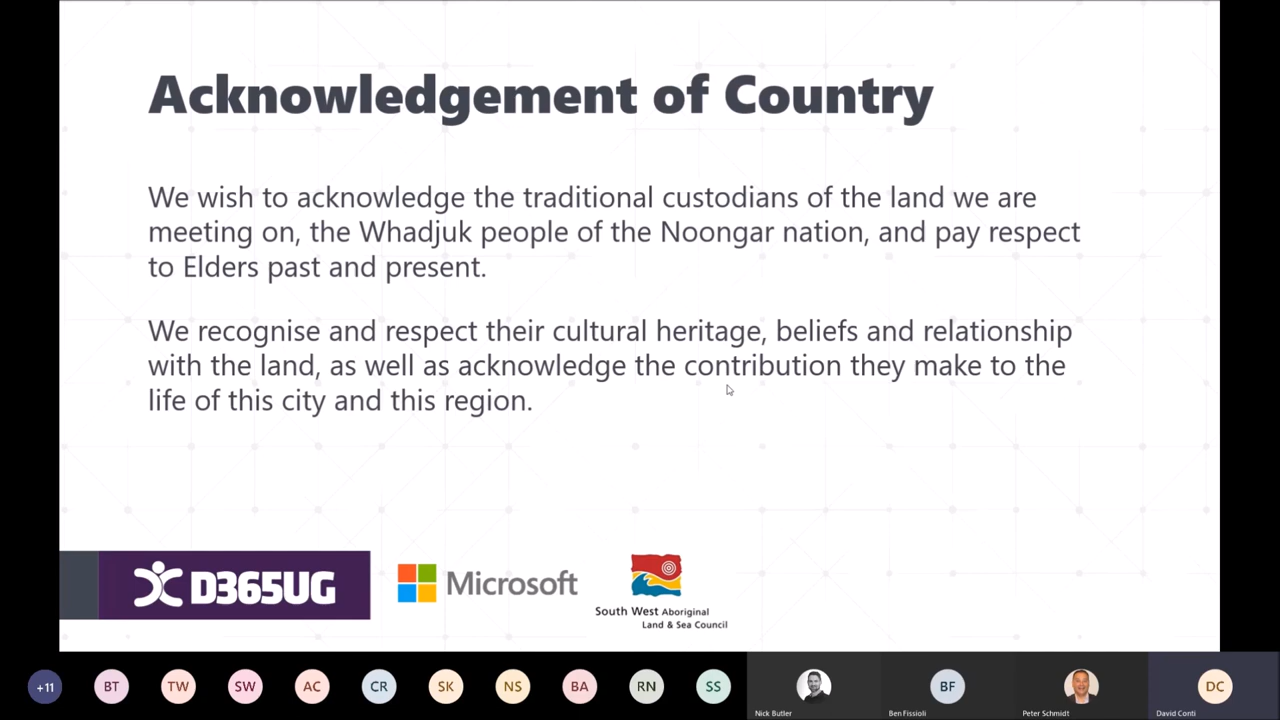 Acknowledgement of Country
We wish to acknowledge the traditional custodians of the land we are
meeting on, the Whadjuk people of the Noongar nation, and pay respect
to Elders past and present.
We recognise and respect their cultural heritage, beliefs and relationship
with the land, as well as acknowledge the contribution they make to the
life of this city and this region.
D365UG
Microsoft
South West Aboriginal
Land & Sea Council
+11 BT TW SW AC CR SK NS BA RN SS BF DC
Nick Butler Ben Fissioli Peter Schmidt David Conti